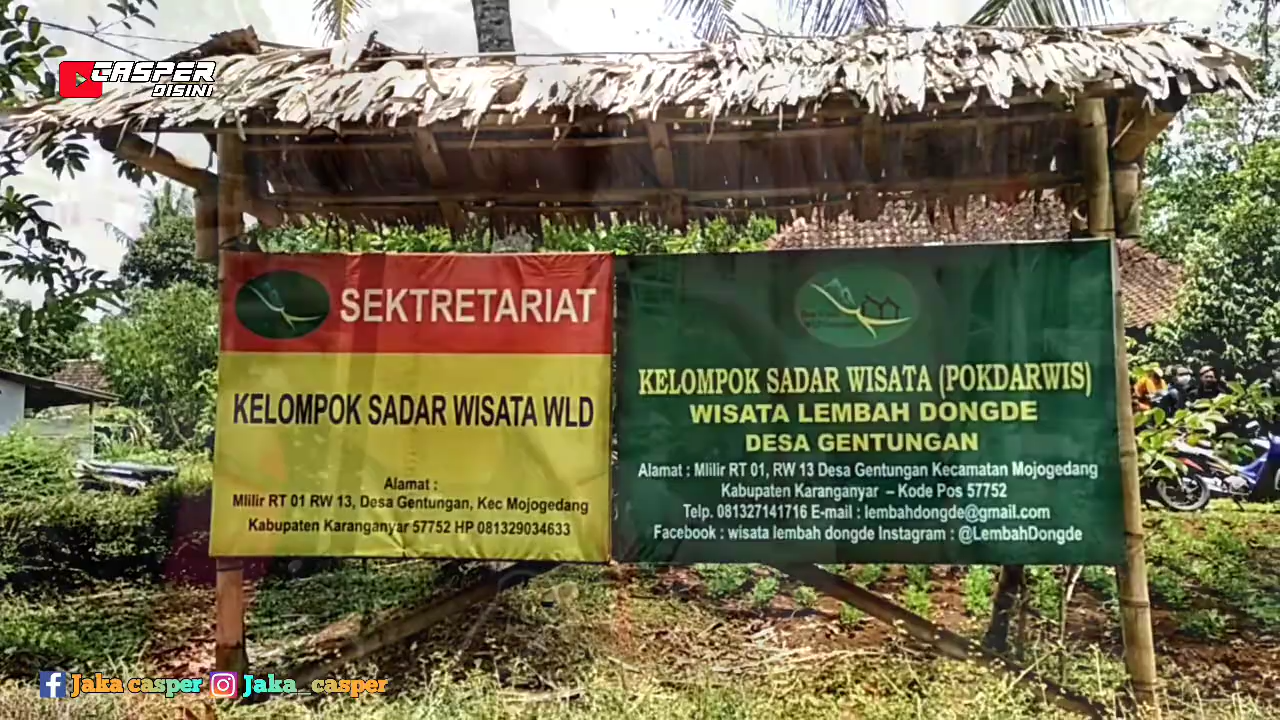 CASPER
DISINI
SEKTRETARIAT
KELOMPOK SADAR WISATA WLD
Alamat :
Mlilir RT 01 RW 13, Desa Gentungan, Kec Mojogedang
Kabupaten Karanganyar 57752 HP 081329034633
KELOMPOK SADAR WISATA (POKDARWIS)
WISATA LEMBAH DONGDE
DESA GENTUNGAN
Alamat : Mlilir RT 01, RW 13 Desa Gentungan Kecamatan Mojogedang
Kabupaten Karanganyar – Kode Pos 57752
Telp. 081327141716 E-mail : lembahdongde@gmail.com
Facebook : wisata lembah dongde Instagram : @LembahDongde
Jaka casper Jaka_casper